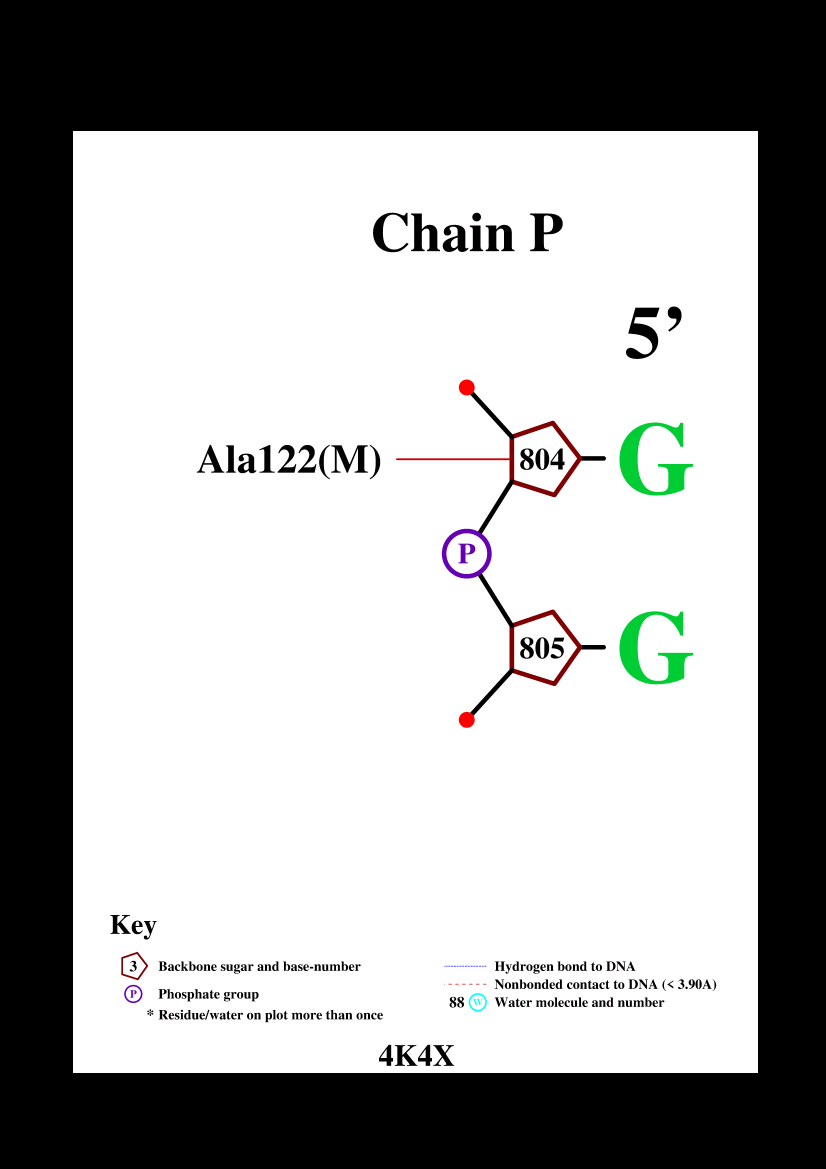 Chain P
5’
Ala122(M) 804 G
P
805 G
Key
3 Backbone sugar and base-number
P Phosphate group
* Residue/water on plot more than once
Hydrogen bond to DNA
Nonbonded contact to DNA (< 3.90A)
88 W Water molecule and number
4K4X